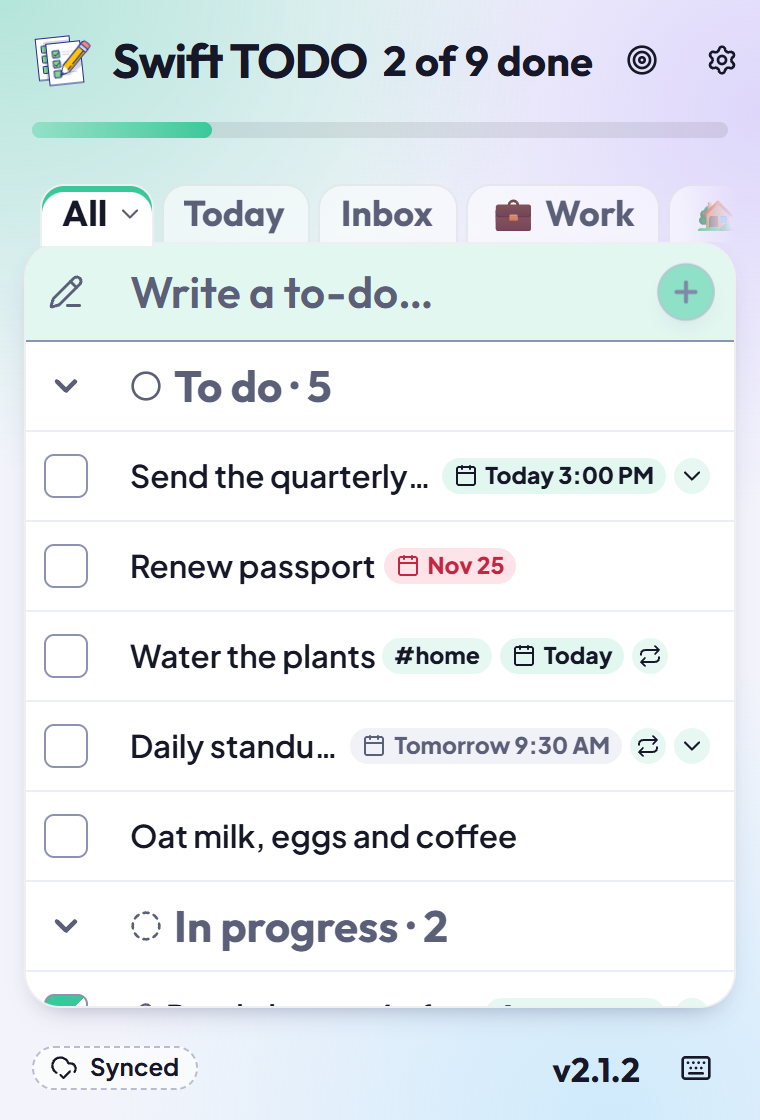 Swift TODO 2 of 9 done
All Today Inbox Work
Write a to-do...
To do · 5
Send the quarterly... Today 3:00 PM
Renew passport Nov 25
Water the plants #home Today
Daily standu... Tomorrow 9:30 AM
Oat milk, eggs and coffee
In progress · 2
Synced v2.1.2